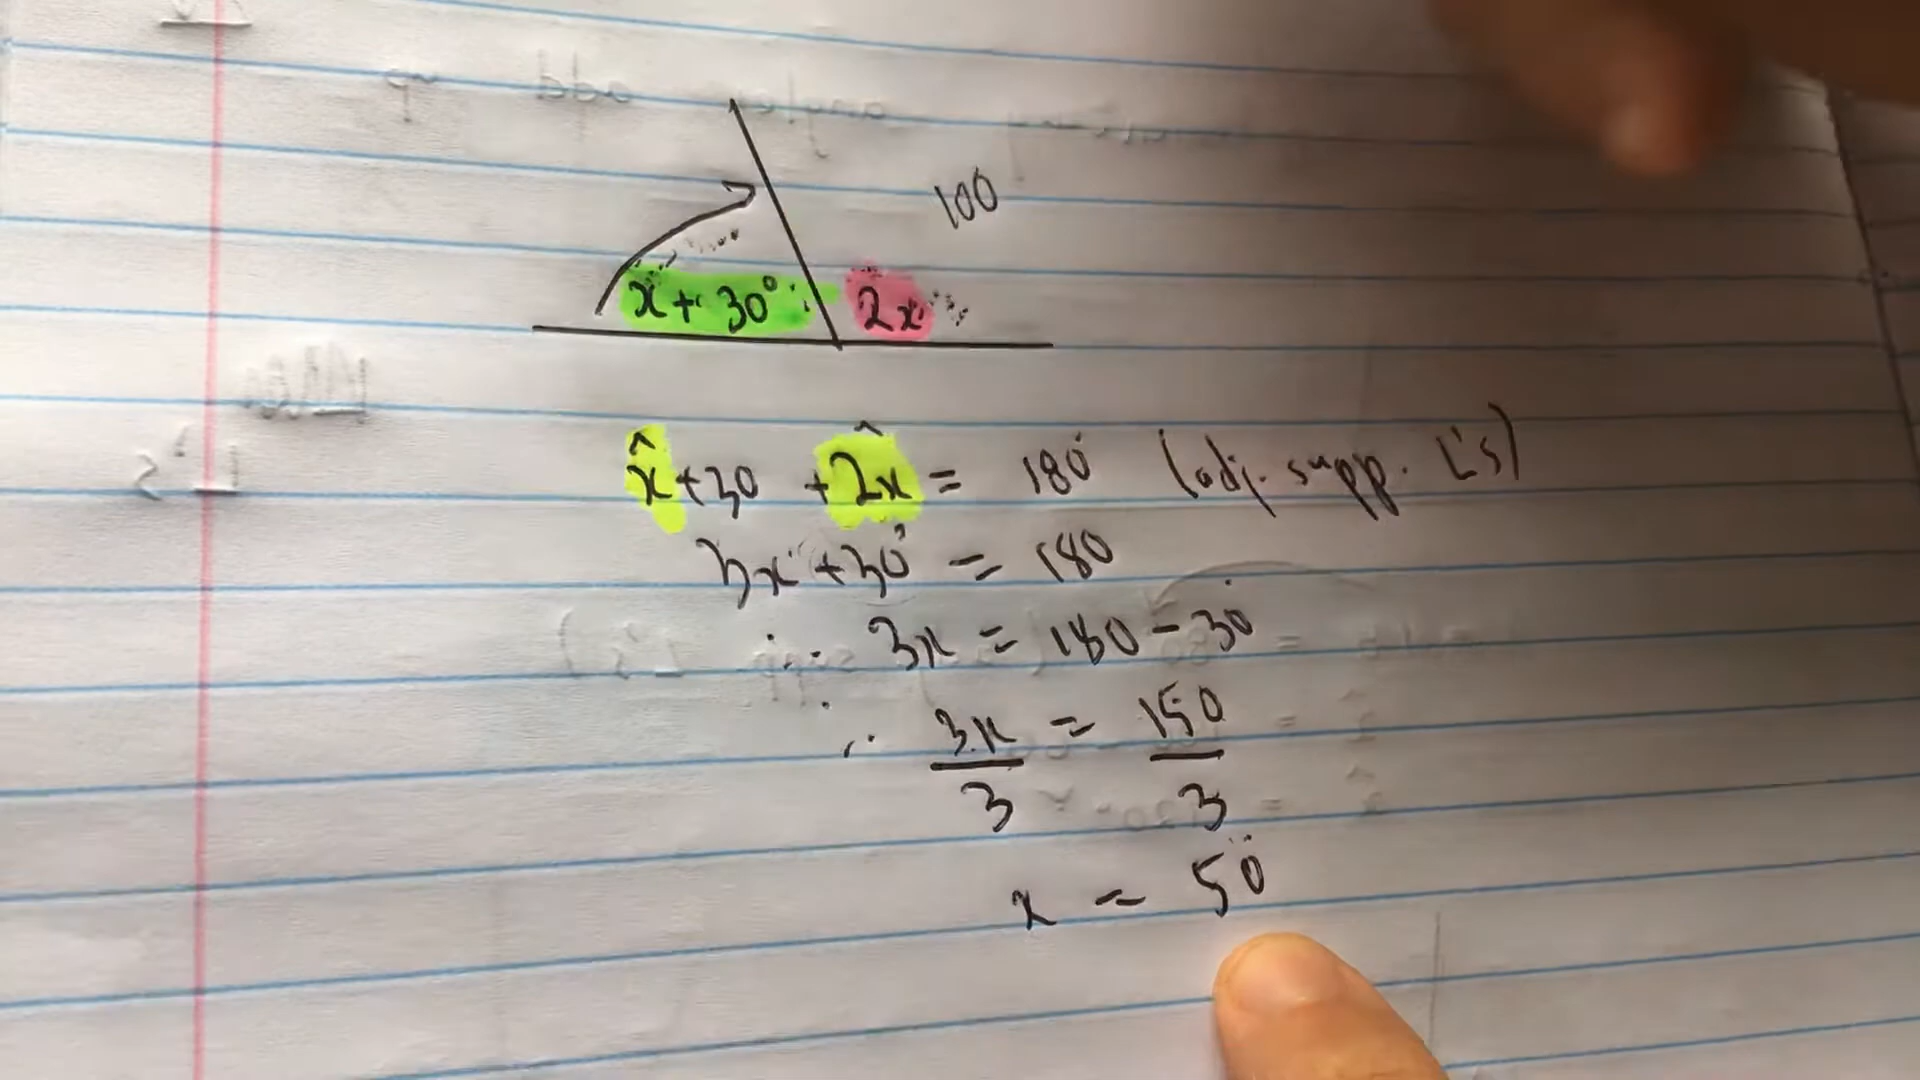 100
x + 30° 2x
x̂ + 30 + 2x̂ = 180° (adj. supp. L's)
3x + 30° = 180
∴ 3x = 180 - 30°
∴ 3x = 150
3 3
x = 50